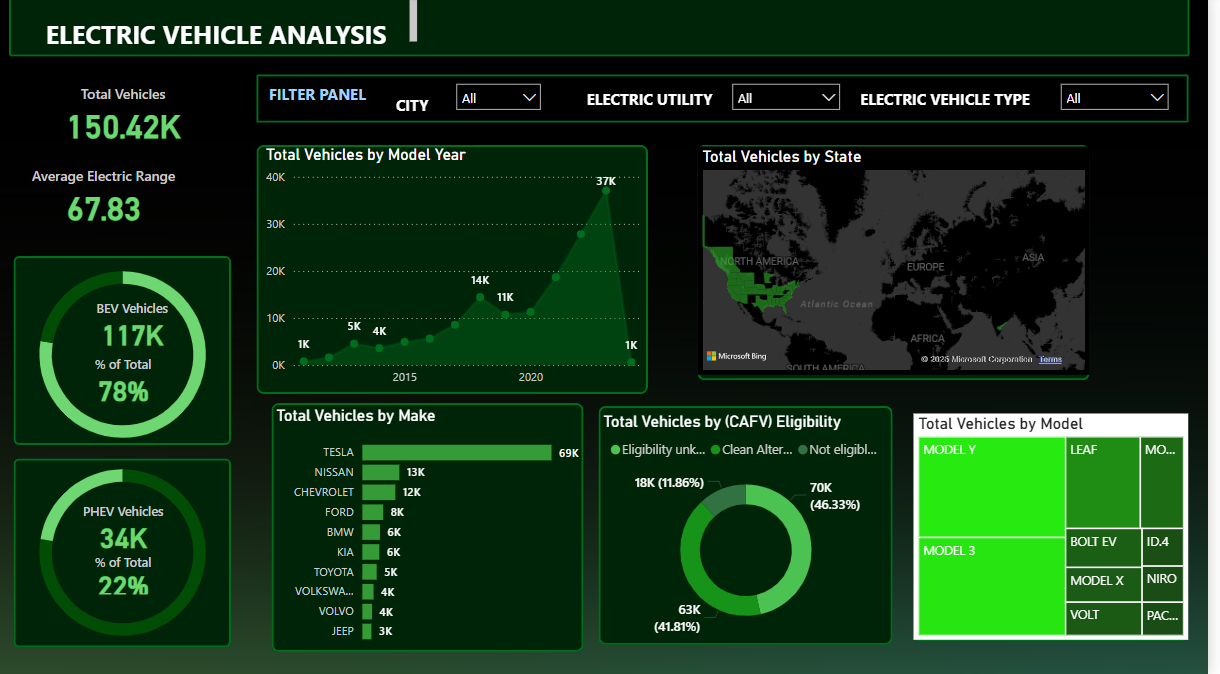 ELECTRIC VEHICLE ANALYSIS
Total Vehicles
150.42K
Average Electric Range
67.83
FILTER PANEL
CITY
All
ELECTRIC UTILITY
All
ELECTRIC VEHICLE TYPE
All
BEV Vehicles
117K
% of Total
78%
PHEV Vehicles
34K
% of Total
22%
Total Vehicles by Model Year
40K
30K
20K
10K
0K
1K
5K
4K
14K
11K
37K
1K
2015
2020
Total Vehicles by State
NORTH AMERICA
EUROPE
ASIA
Atlantic Ocean
AFRICA
SOUTH AMERICA
Microsoft Bing
© 2025 Microsoft Corporation Terms
Total Vehicles by Make
TESLA 69K
NISSAN 13K
CHEVROLET 12K
FORD 8K
BMW 6K
KIA 6K
TOYOTA 5K
VOLKSWA... 4K
VOLVO 4K
JEEP 3K
Total Vehicles by (CAFV) Eligibility
Eligibility unk... Clean Alter... Not eligibl...
18K (11.86%)
70K
(46.33%)
63K
(41.81%)
Total Vehicles by Model
MODEL Y
MODEL 3
LEAF
MO...
BOLT EV
ID.4
MODEL X
NIRO
VOLT
PAC...